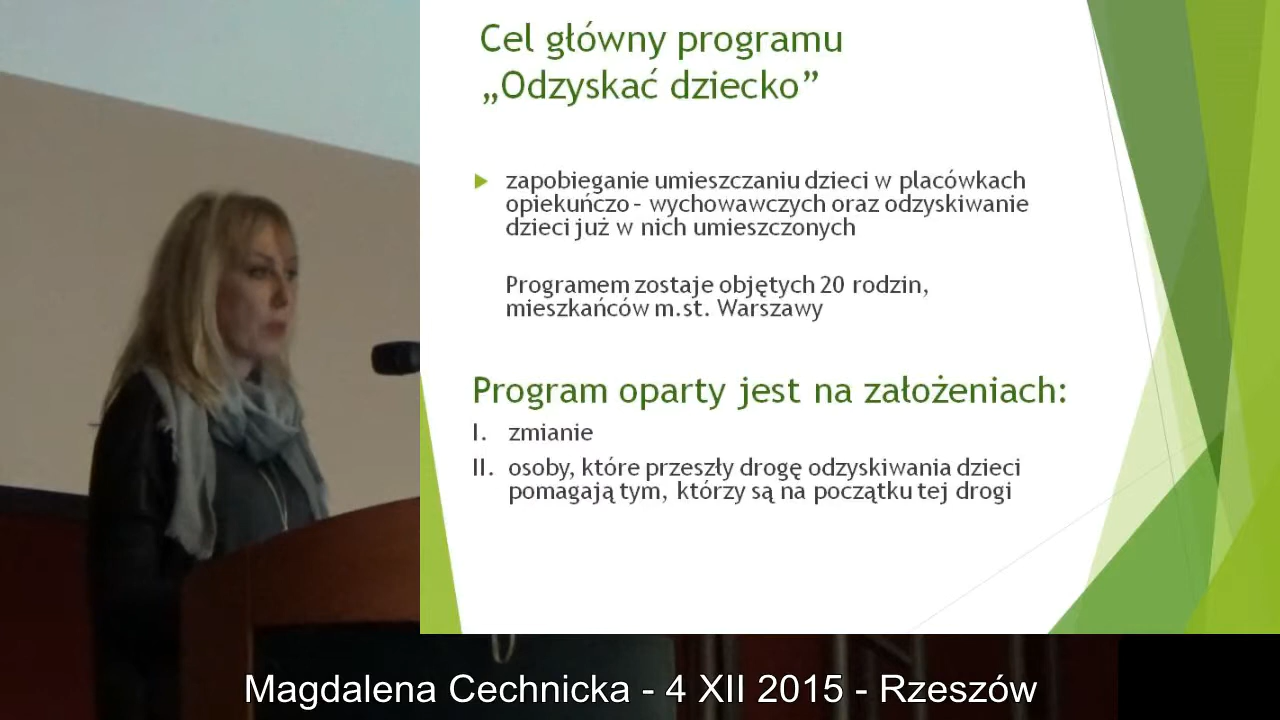 Cel główny programu
„Odzyskać dziecko”
zapobieganie umieszczaniu dzieci w placówkach
opiekuńczo – wychowawczych oraz odzyskiwanie
dzieci już w nich umieszczonych
Programem zostaje objętych 20 rodzin,
mieszkańców m.st. Warszawy
Program oparty jest na założeniach:
I. zmianie
II. osoby, które przeszły drogę odzyskiwania dzieci
pomagają tym, którzy są na początku tej drogi
Magdalena Cechnicka - 4 XII 2015 - Rzeszów